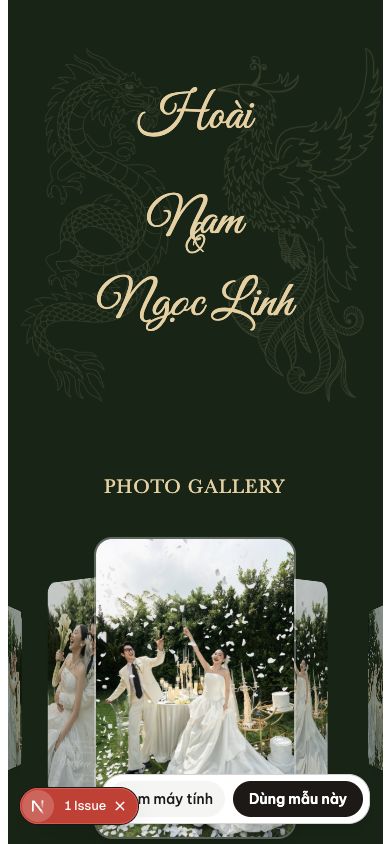 Hoài
Nam
&
Ngọc Linh
PHOTO GALLERY
m máy tính
Dùng mẫu này
N
1 Issue ×